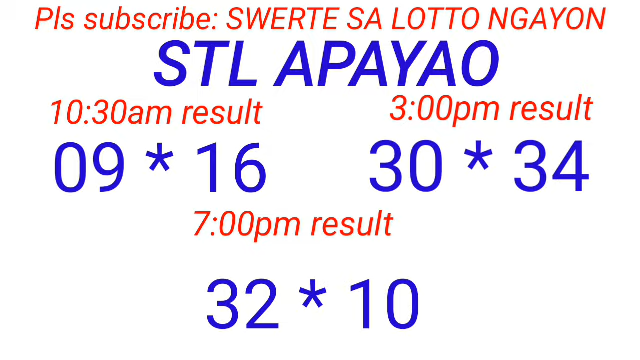 Pls subscribe: SWERTE SA LOTTO NGAYON
STL APAYAO
10:30am result
3:00pm result
09 * 16
30 * 34
7:00pm result
32 * 10